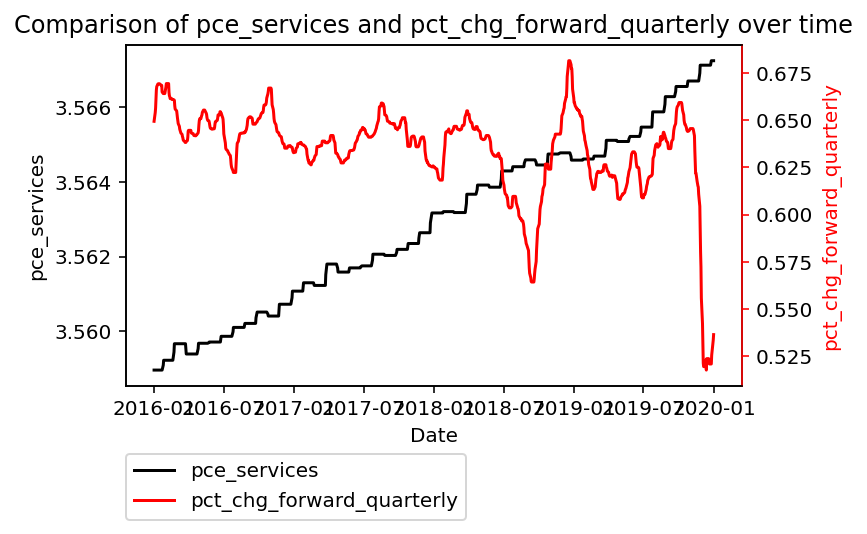 Comparison of pce_services and pct_chg_forward_quarterly over time
3.566
3.564
3.562
3.560
pce_services
0.675
0.650
0.625
0.600
0.575
0.550
0.525
pct_chg_forward_quarterly
2016-01 2016-07 2017-01 2017-07 2018-01 2018-07 2019-01 2019-07 2020-01
Date
pce_services
pct_chg_forward_quarterly